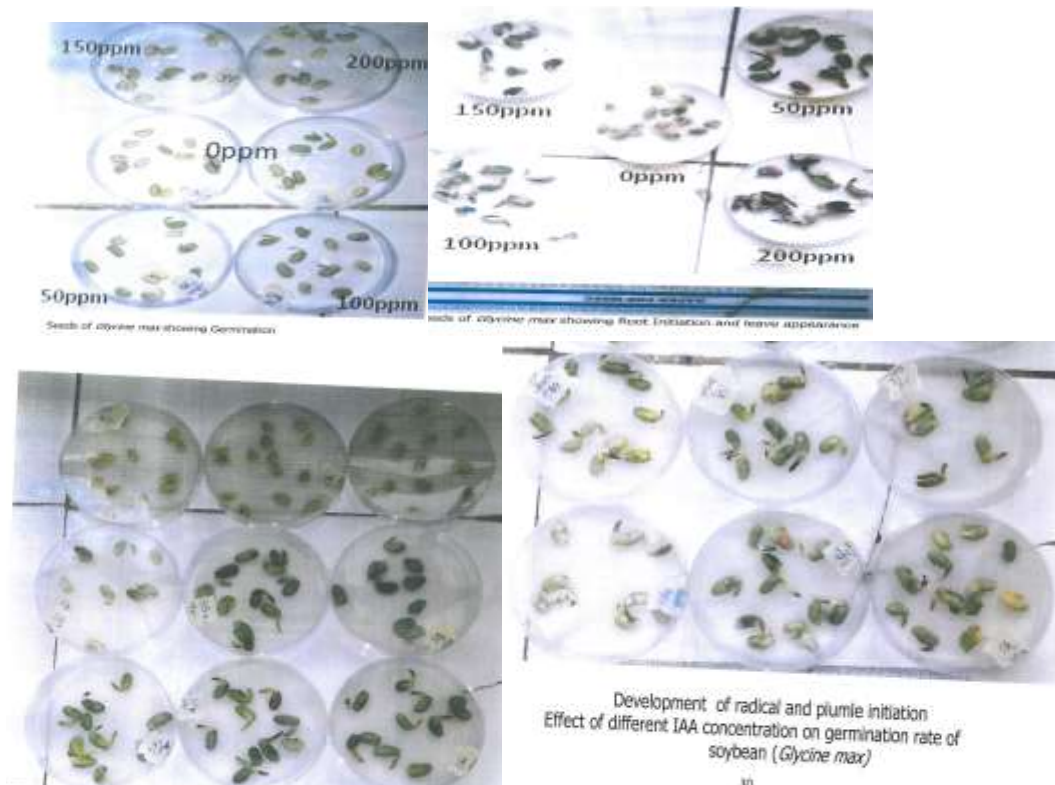 150ppm
200ppm
0ppm
50ppm
100ppm
Seeds of Glycine max showing Germination
150ppm
50ppm
0ppm
100ppm
200ppm
of Glycine max showing Root Initiation and leave appearance
Development of radical and plumle initiation
Effect of different IAA concentration on germination rate of
soybean (Glycine max)